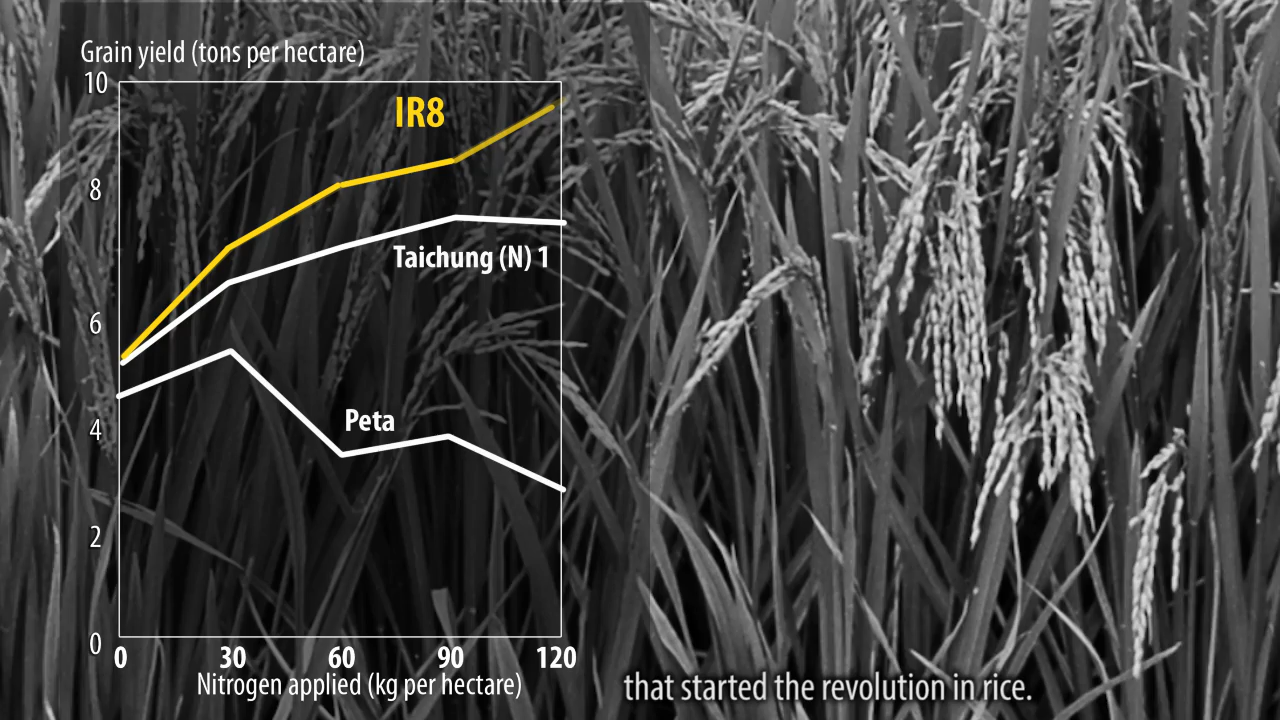 Grain yield (tons per hectare)
10
IR8
8
Taichung (N) 1
6
4
Peta
2
0
0 30 60 90 120
Nitrogen applied (kg per hectare)
that started the revolution in rice.